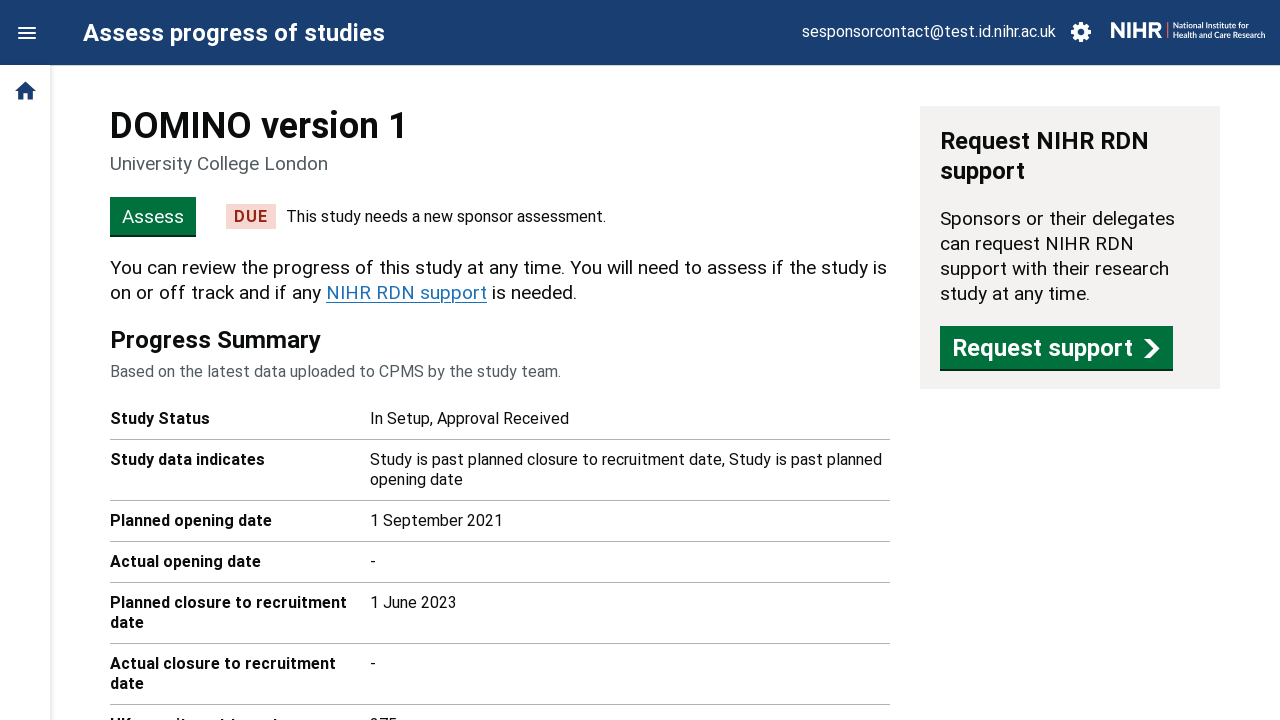 Assess progress of studies
sesponsorcontact@test.id.nihr.ac.uk
NIHR | National Institute for
Health and Care Research
DOMINO version 1
University College London
Assess
DUE
This study needs a new sponsor assessment.
You can review the progress of this study at any time. You will need to assess if the study is
on or off track and if any NIHR RDN support is needed.
Progress Summary
Based on the latest data uploaded to CPMS by the study team.
Study Status
In Setup, Approval Received
Study data indicates
Study is past planned closure to recruitment date, Study is past planned
opening date
Planned opening date
1 September 2021
Actual opening date
-
Planned closure to recruitment
date
1 June 2023
Actual closure to recruitment
date
-
Request NIHR RDN
support
Sponsors or their delegates
can request NIHR RDN
support with their research
study at any time.
Request support